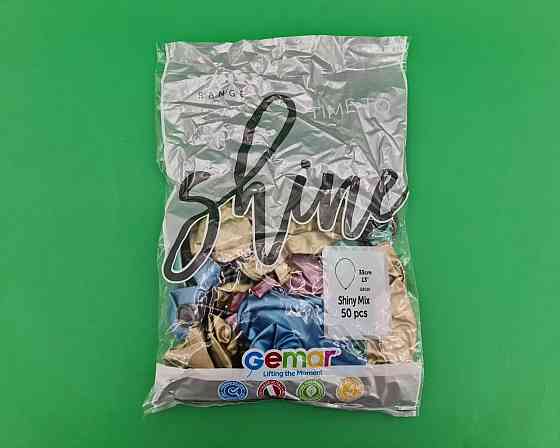 RANGE
TIME TO
shine
33cm
13"
Shiny Mix
50 pcs
Gemar
Lifting the Moment